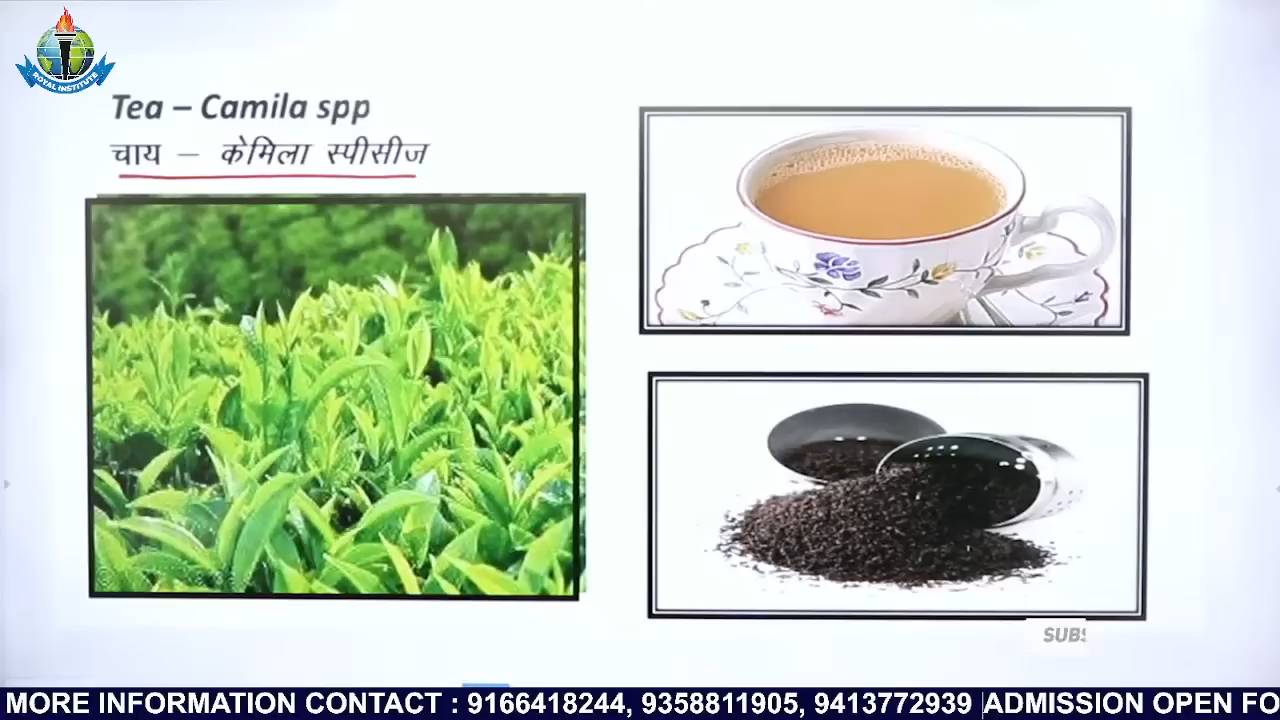 ROYAL INSTITUTE
Tea – Camila spp
चाय – केमिला स्पीसीज
SUBS
MORE INFORMATION CONTACT : 9166418244, 9358811905, 9413772939 ADMISSION OPEN FO